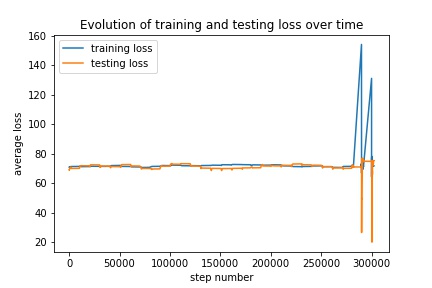 Evolution of training and testing loss over time
160
140
120
100
80
60
40
20
average loss
training loss
testing loss
0 50000 100000 150000 200000 250000 300000
step number